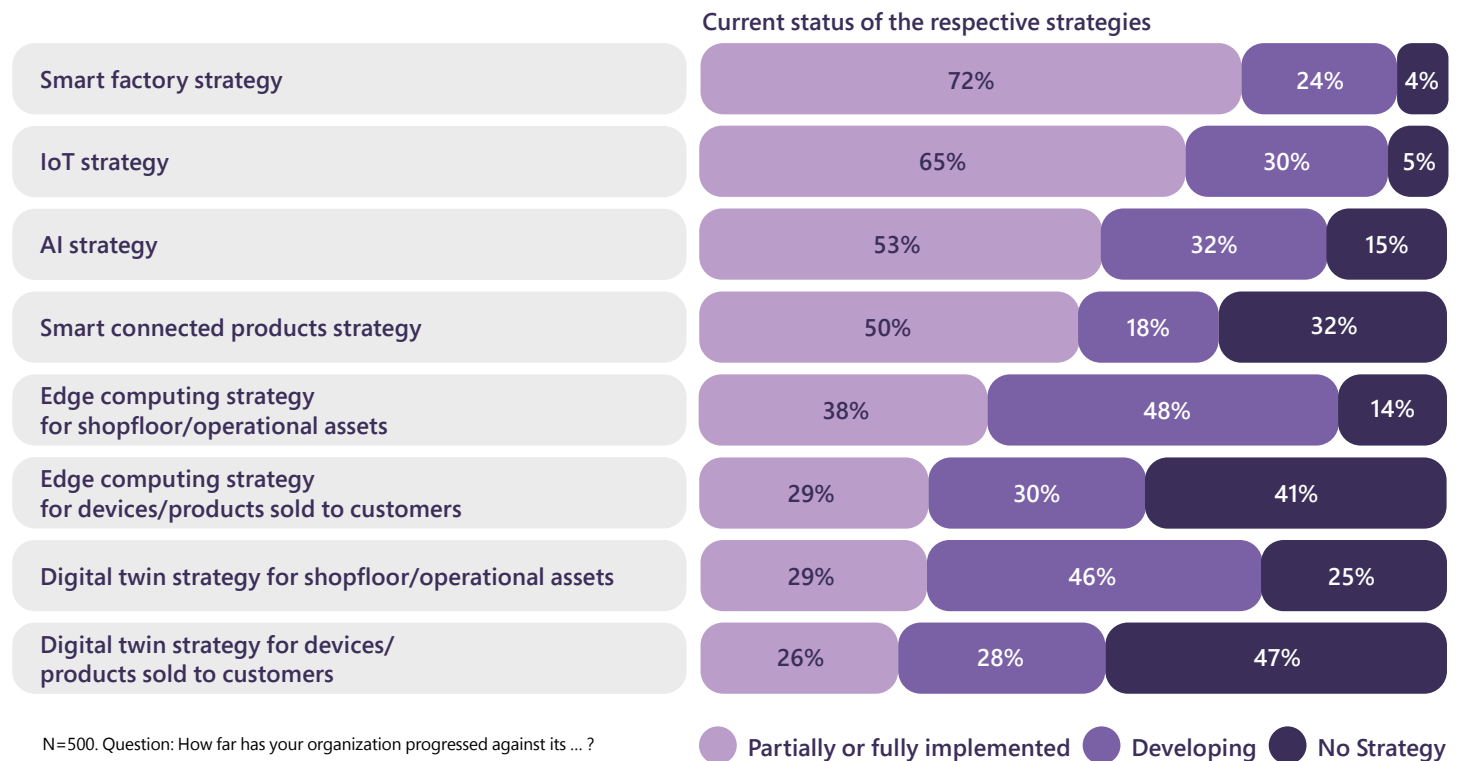 Current status of the respective strategies
Smart factory strategy
72%
24%
4%
IoT strategy
65%
30%
5%
AI strategy
53%
32%
15%
Smart connected products strategy
50%
18%
32%
Edge computing strategy
for shopfloor/operational assets
38%
48%
14%
Edge computing strategy
for devices/products sold to customers
29%
30%
41%
Digital twin strategy for shopfloor/operational assets
29%
46%
25%
Digital twin strategy for devices/
products sold to customers
26%
28%
47%
N=500. Question: How far has your organization progressed against its ... ?
Partially or fully implemented
Developing
No Strategy